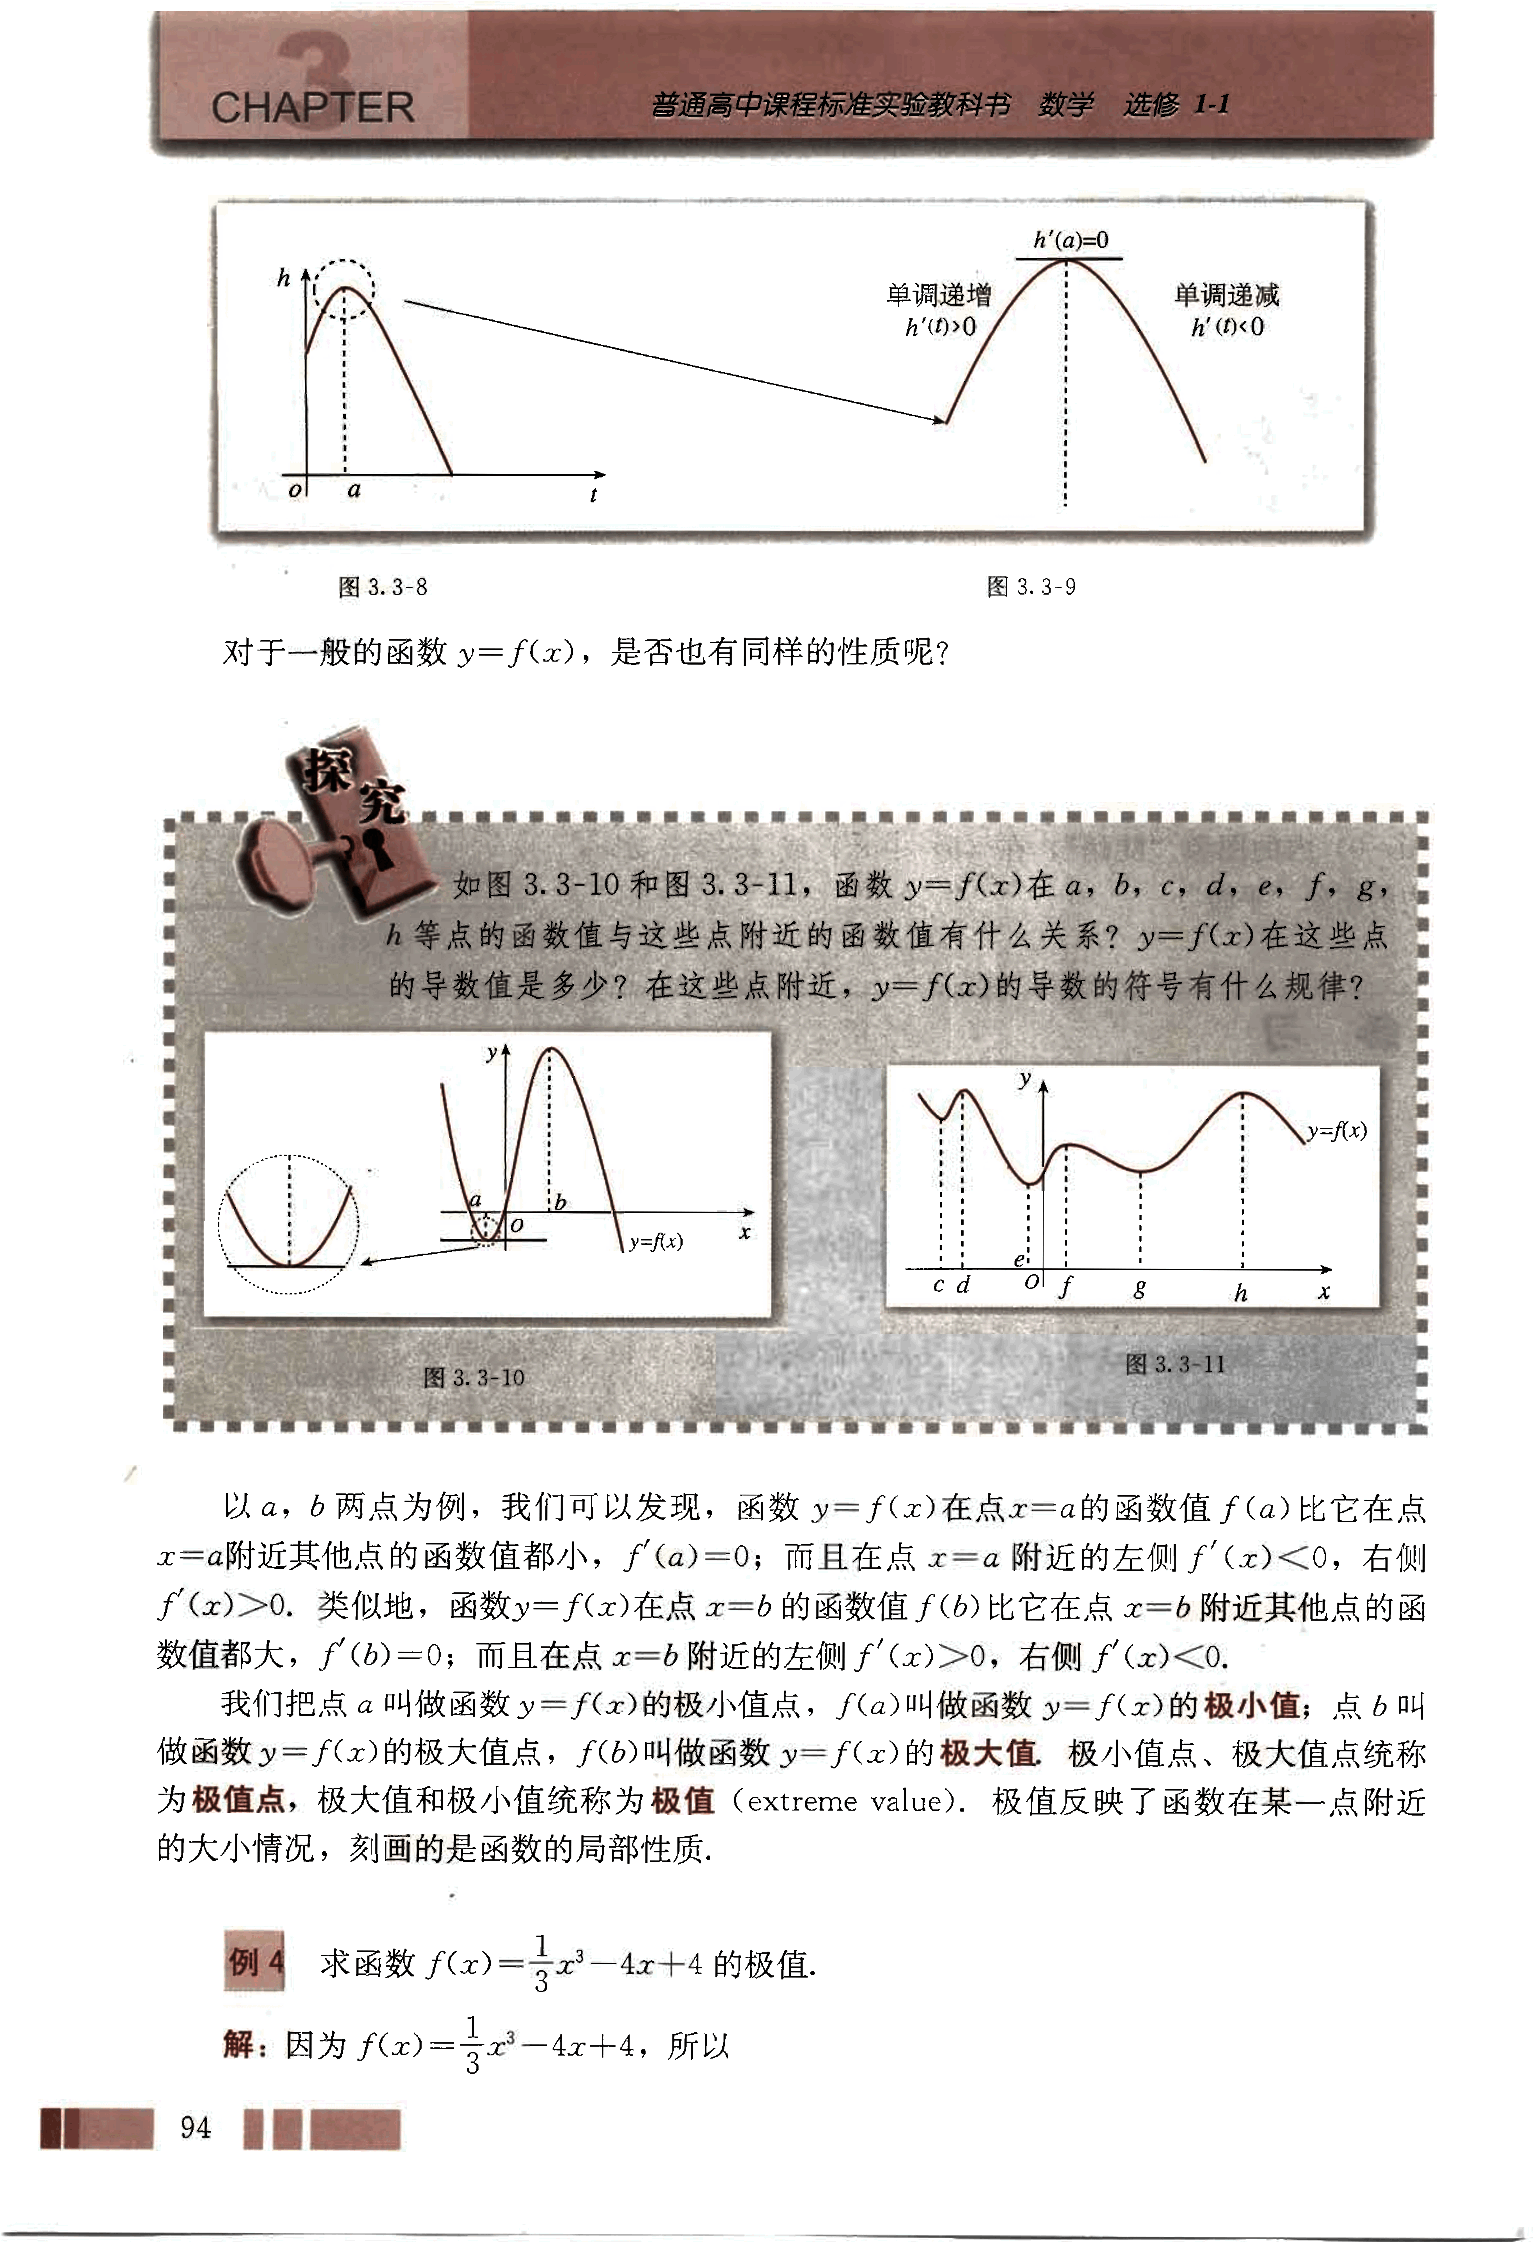 3
CHAPTER
普通高中课程标准实验教科书 数学 选修 1-1
h
O
a
t
h′(a)=0
单调递增
h′(t)>0
单调递减
h′(t)<0
图 3.3-8
图 3.3-9
对于一般的函数 y=f(x)，是否也有同样的性质呢？
探究
如图 3.3-10 和图 3.3-11，函数 y=f(x)在 a，b，c，d，e，f，g，
h 等点的函数值与这些点附近的函数值有什么关系？y=f(x)在这些点
的导数值是多少？在这些点附近，y=f(x)的导数的符号有什么规律？
y
a
b
O
x
y=f(x)
y
y=f(x)
e
c d O f g h x
图 3.3-10
图 3.3-11
以 a，b 两点为例，我们可以发现，函数 y=f(x)在点x=a的函数值 f(a)比它在点
x=a附近其他点的函数值都小，f′(a)=0；而且在点 x=a 附近的左侧 f′(x)<0，右侧
f′(x)>0. 类似地，函数y=f(x)在点 x=b 的函数值 f(b)比它在点 x=b 附近其他点的函
数值都大，f′(b)=0；而且在点 x=b 附近的左侧 f′(x)>0，右侧 f′(x)<0.
我们把点 a 叫做函数 y=f(x)的极小值点，f(a)叫做函数 y=f(x)的极小值；点 b 叫
做函数 y=f(x)的极大值点，f(b)叫做函数 y=f(x)的极大值. 极小值点、极大值点统称
为极值点，极大值和极小值统称为极值（extreme value）. 极值反映了函数在某一点附近
的大小情况，刻画的是函数的局部性质.
例 4 求函数 f(x)=1/3x³-4x+4 的极值.
解：因为 f(x)=1/3x³-4x+4，所以
94